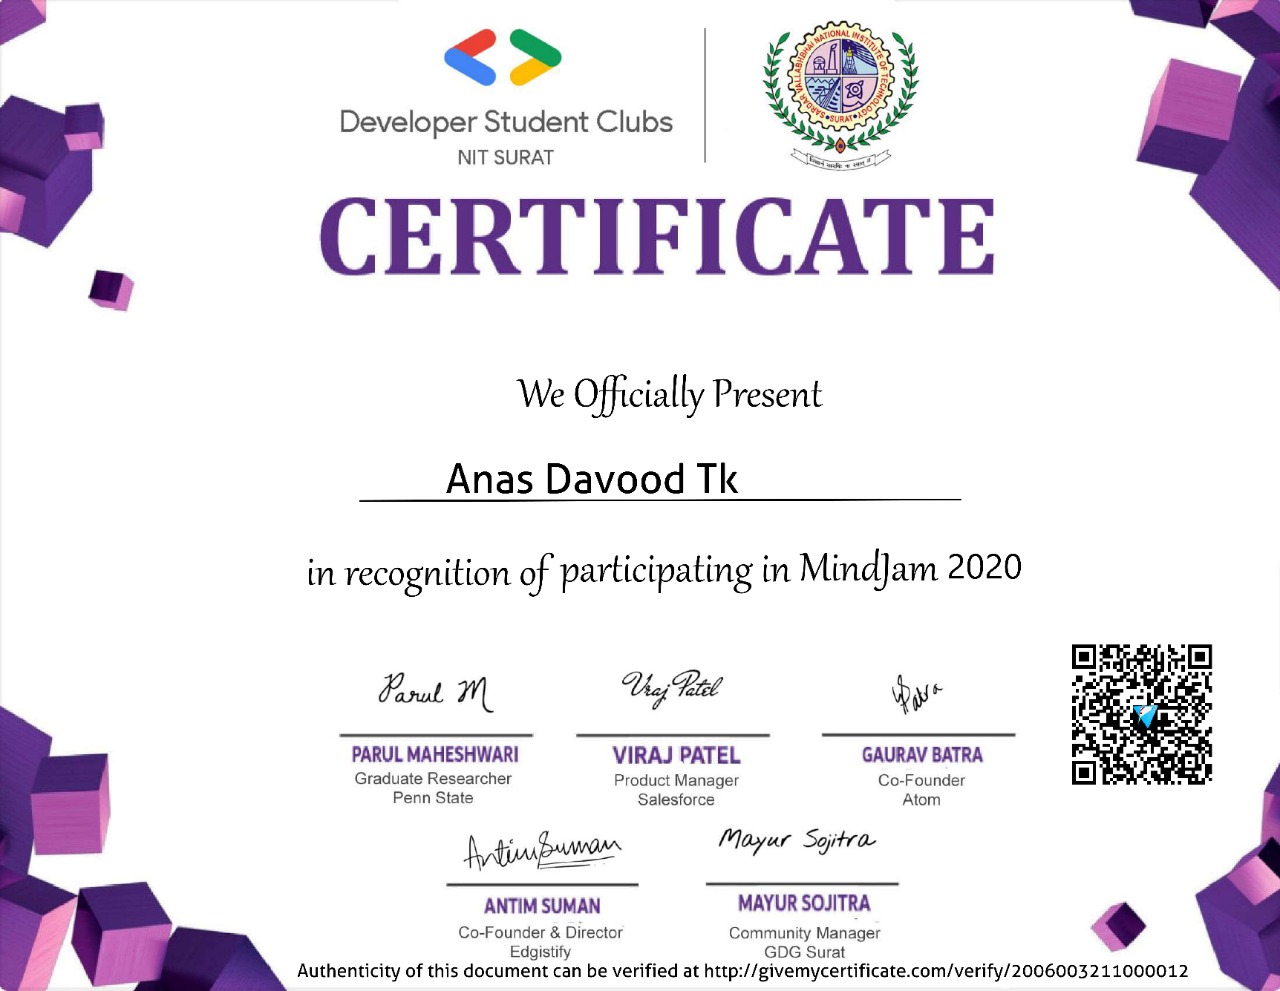 Developer Student Clubs
NIT SURAT
SARDAR VALLABHBHAI NATIONAL INSTITUTE OF TECHNOLOGY
SURAT
CERTIFICATE
We Officially Present
Anas Davood Tk
in recognition of participating in MindJam 2020
Parul M
Viraj Patel
PARUL MAHESHWARI
VIRAJ PATEL
GAURAV BATRA
Graduate Researcher
Product Manager
Co-Founder
Penn State
Salesforce
Atom
Antim Suman
Mayur Sojitra
ANTIM SUMAN
MAYUR SOJITRA
Co-Founder & Director
Community Manager
Edgistify
GDG Surat
Authenticity of this document can be verified at http://givemycertificate.com/verify/2006003211000012